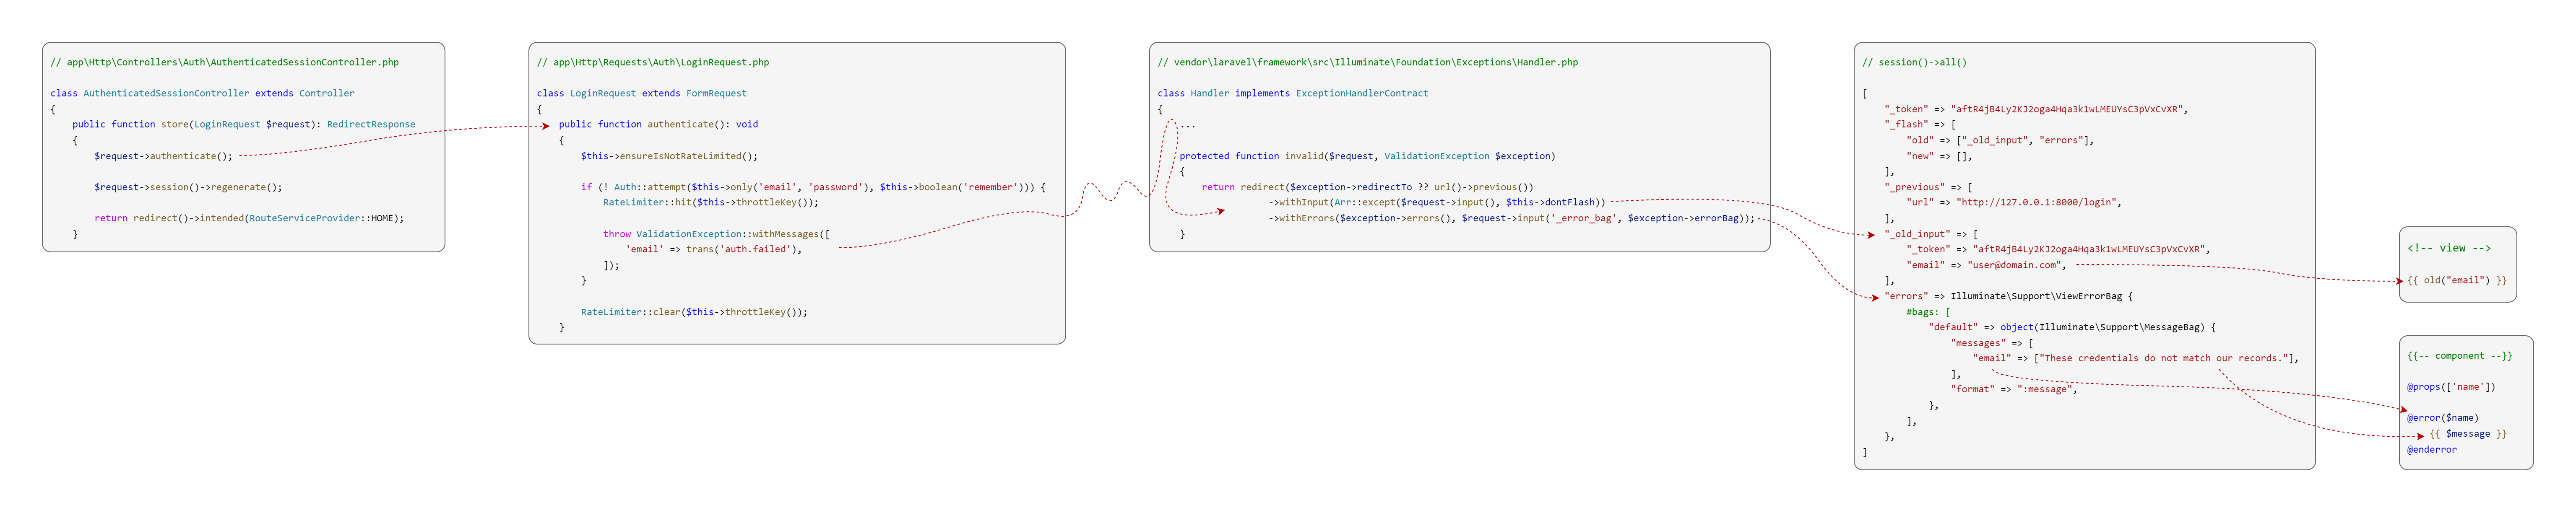 // app\Http\Controllers\Auth\AuthenticatedSessionController.php
class AuthenticatedSessionController extends Controller
{
    public function store(LoginRequest $request): RedirectResponse
    {
        $request->authenticate();
        $request->session()->regenerate();
        return redirect()->intended(RouteServiceProvider::HOME);
    }
// app\Http\Requests\Auth\LoginRequest.php
class LoginRequest extends FormRequest
{
    public function authenticate(): void
    {
        $this->ensureIsNotRateLimited();
        if (! Auth::attempt($this->only('email', 'password'), $this->boolean('remember'))) {
            RateLimiter::hit($this->throttleKey());
            throw ValidationException::withMessages([
                'email' => trans('auth.failed'),
            ]);
        }
        RateLimiter::clear($this->throttleKey());
    }
// vendor\laravel\framework\src\Illuminate\Foundation\Exceptions\Handler.php
class Handler implements ExceptionHandlerContract
{
    ...
    protected function invalid($request, ValidationException $exception)
    {
        return redirect($exception->redirectTo ?? url()->previous())
                    ->withInput(Arr::except($request->input(), $this->dontFlash))
                    ->withErrors($exception->errors(), $request->input('_error_bag', $exception->errorBag));
    }
// session()->all()
[
    "_token" => "aftR4jB4Ly2KJ2oga4Hqa3k1wLMEUYsC3pVxCvXR",
    "_flash" => [
        "old" => ["_old_input", "errors"],
        "new" => [],
    ],
    "_previous" => [
        "url" => "http://127.0.0.1:8000/login",
    ],
    "_old_input" => [
        "_token" => "aftR4jB4Ly2KJ2oga4Hqa3k1wLMEUYsC3pVxCvXR",
        "email" => "user@domain.com",
    ],
    "errors" => Illuminate\Support\ViewErrorBag {
        #bags: [
            "default" => object(Illuminate\Support\MessageBag) {
                "messages" => [
                    "email" => ["These credentials do not match our records."],
                ],
                "format" => ":message",
            },
        ],
    },
]
<!-- view -->
{{ old("email") }}
{{-- component --}}
@props(['name'])
@error($name)
    {{ $message }}
@enderror